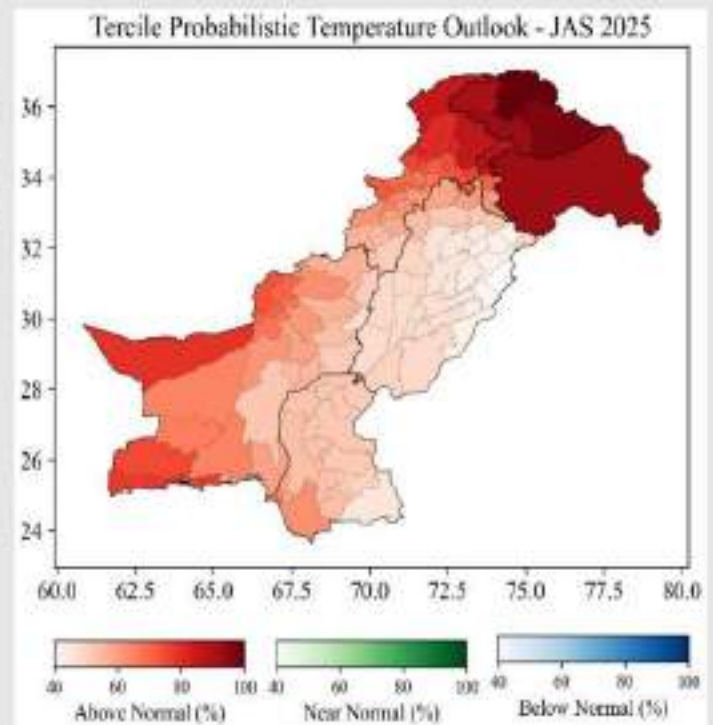 Tercile Probabilistic Temperature Outlook - JAS 2025
36
34
32
30
28
26
24
60.0 62.5 65.0 67.5 70.0 72.5 75.0 77.5 80.0
40 60 80 100 40 60 80 100 40 60 80 100
Above Normal (%) Near Normal (%) Below Normal (%)